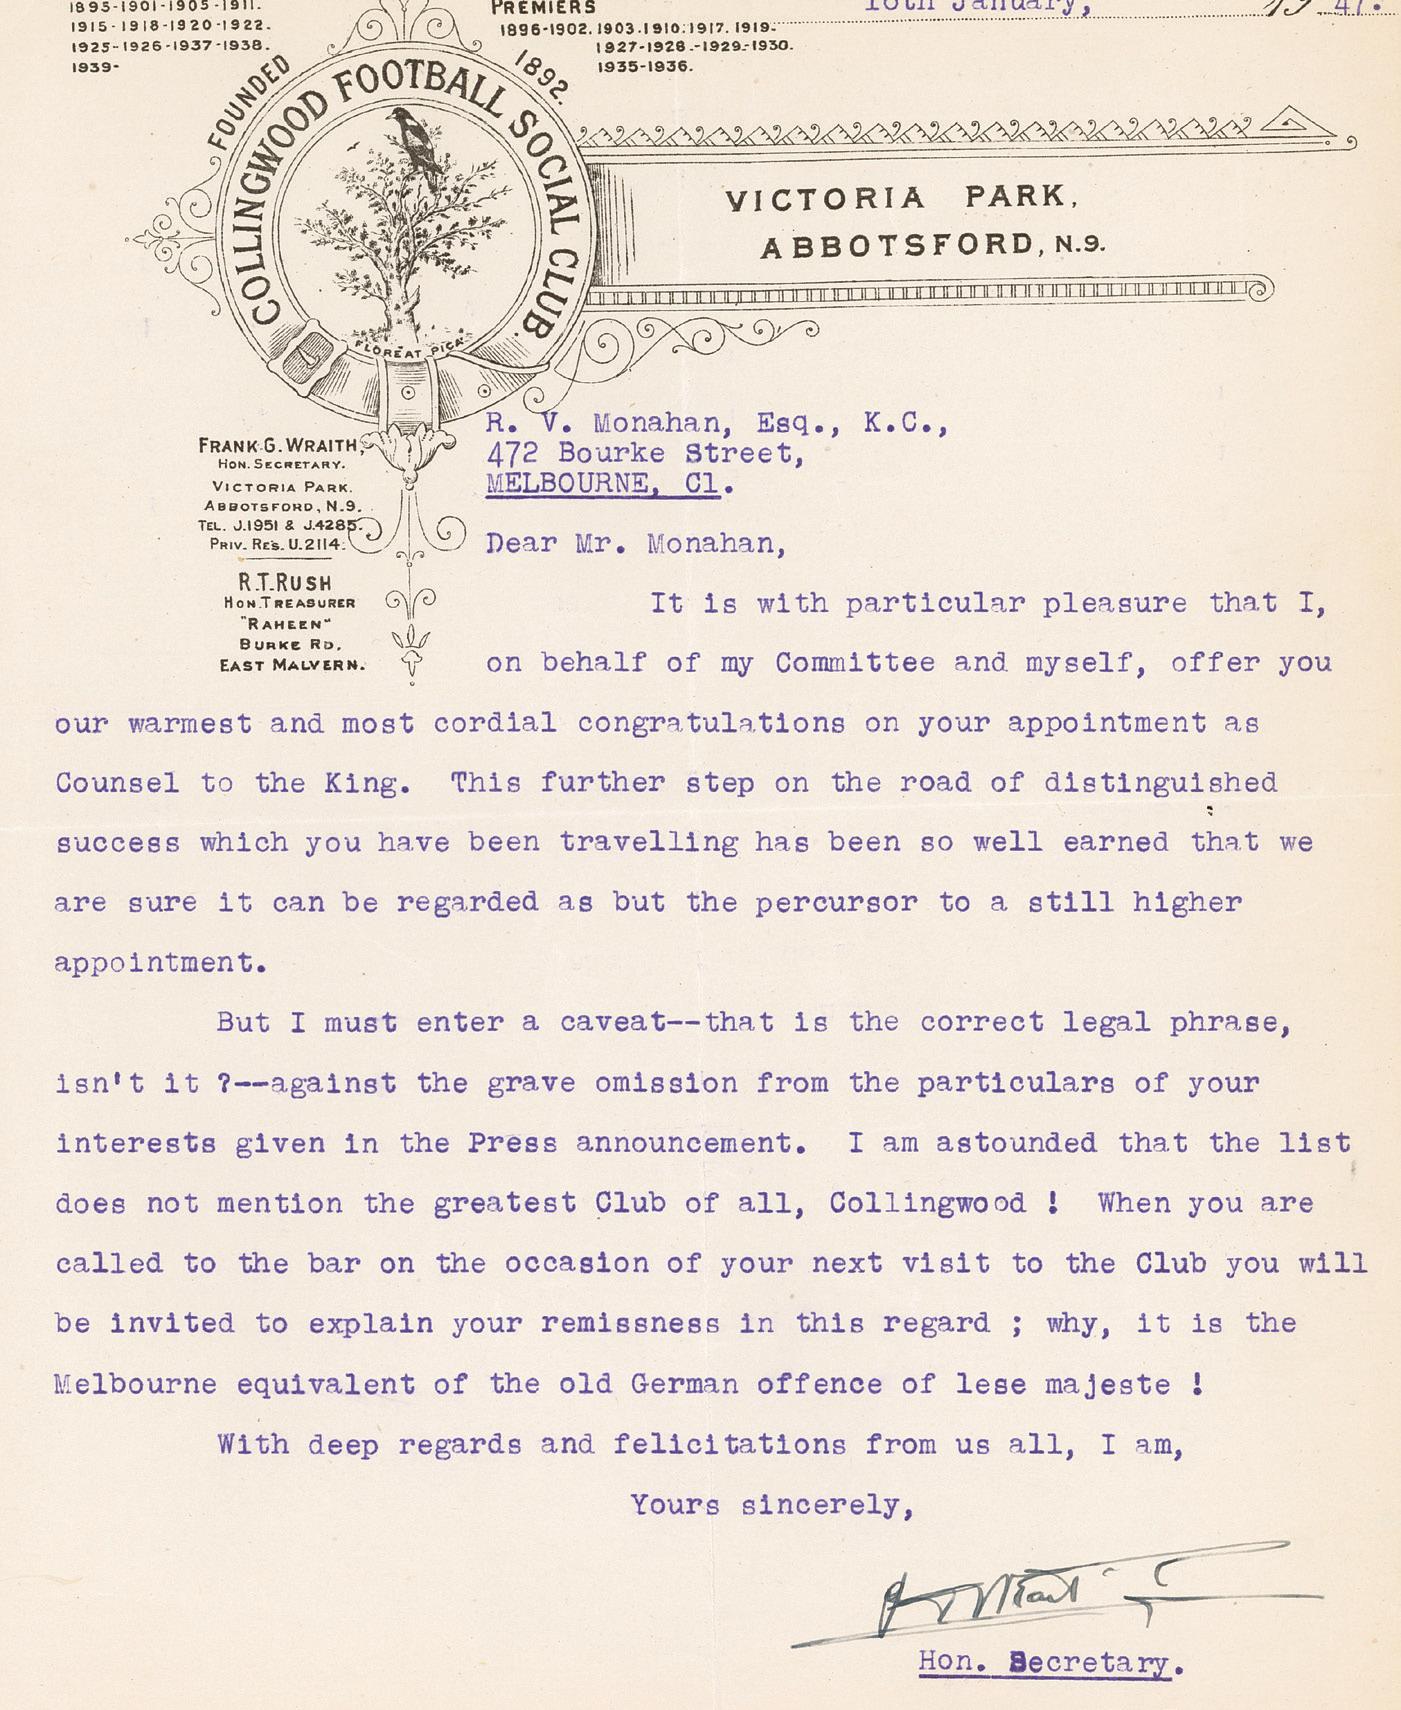 1895-1901-1905-1911.
1915-1918-1920-1922.
1925-1926-1937-1938.
1939-
PREMIERS
1896-1902.1903.1910.1917.1919.
1927-1928.-1929.-1930.
1935-1936.
16th January, 1947.
FOUNDED 1892.
COLLINGWOOD FOOTBALL SOCIAL CLUB.
FLOREAT PICA
VICTORIA PARK,
ABBOTSFORD, N.9.
FRANK G. WRAITH,
HON. SECRETARY.
VICTORIA PARK.
ABBOTSFORD, N.9.
TEL. J.1951 & J.4285.
PRIV. RES. U.2114.
R.T.RUSH
HON. TREASURER
"RAHEEN"
BURKE RD.
EAST MALVERN.
R. V. Monahan, Esq., K.C.,
472 Bourke Street,
MELBOURNE, C1.
Dear Mr. Monahan,
It is with particular pleasure that I,
on behalf of my Committee and myself, offer you
our warmest and most cordial congratulations on your appointment as
Counsel to the King. This further step on the road of distinguished
success which you have been travelling has been so well earned that we
are sure it can be regarded as but the percursor to a still higher
appointment.
But I must enter a caveat--that is the correct legal phrase,
isn't it ?--against the grave omission from the particulars of your
interests given in the Press announcement. I am astounded that the list
does not mention the greatest Club of all, Collingwood ! When you are
called to the bar on the occasion of your next visit to the Club you will
be invited to explain your remissness in this regard ; why, it is the
Melbourne equivalent of the old German offence of lese majeste !
With deep regards and felicitations from us all, I am,
Yours sincerely,
Hon. Secretary.